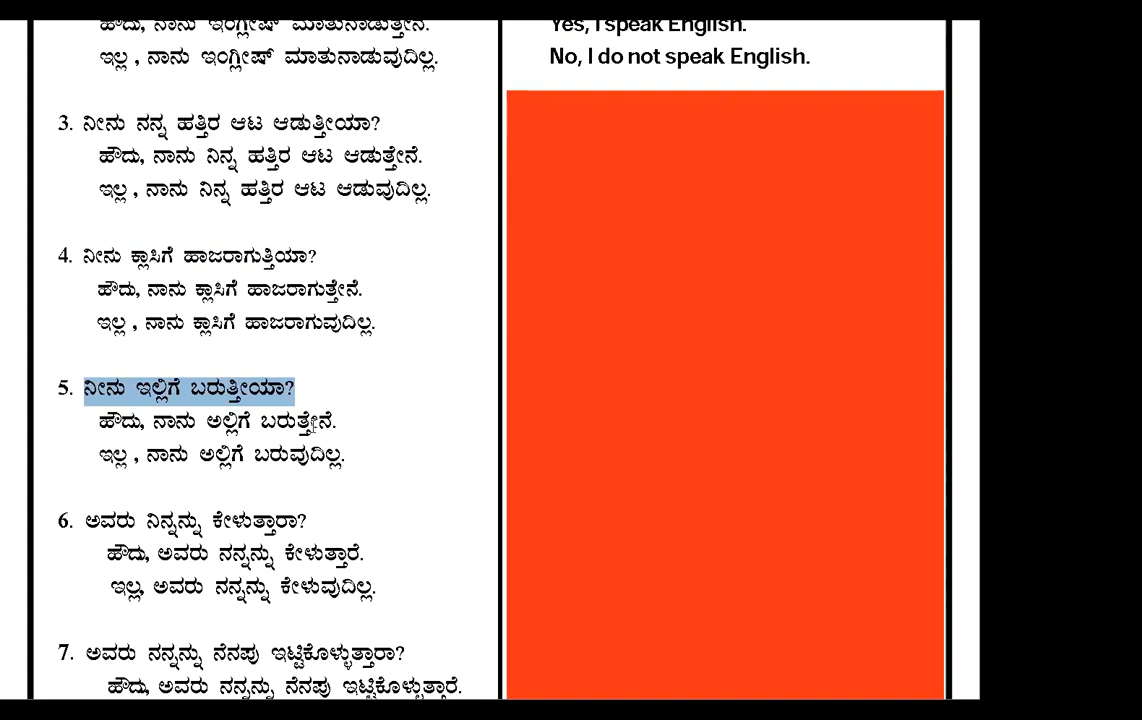 ಹೌದು, ನಾನು ಇಂಗ್ಲೀಷ್ ಮಾತುನಾಡುತ್ತೇನೆ.
ಇಲ್ಲ , ನಾನು ಇಂಗ್ಲೀಷ್ ಮಾತುನಾಡುವುದಿಲ್ಲ.
3. ನೀನು ನನ್ನ ಹತ್ತಿರ ಆಟ ಆಡುತ್ತೀಯಾ?
ಹೌದು, ನಾನು ನಿನ್ನ ಹತ್ತಿರ ಆಟ ಆಡುತ್ತೇನೆ.
ಇಲ್ಲ , ನಾನು ನಿನ್ನ ಹತ್ತಿರ ಆಟ ಆಡುವುದಿಲ್ಲ.
4. ನೀನು ಕ್ಲಾಸಿಗೆ ಹಾಜರಾಗುತ್ತಿಯಾ?
ಹೌದು, ನಾನು ಕ್ಲಾಸಿಗೆ ಹಾಜರಾಗುತ್ತೇನೆ.
ಇಲ್ಲ , ನಾನು ಕ್ಲಾಸಿಗೆ ಹಾಜರಾಗುವುದಿಲ್ಲ.
5. ನೀನು ಇಲ್ಲಿಗೆ ಬರುತ್ತೀಯಾ?
ಹೌದು, ನಾನು ಅಲ್ಲಿಗೆ ಬರುತ್ತೇನೆ.
ಇಲ್ಲ , ನಾನು ಅಲ್ಲಿಗೆ ಬರುವುದಿಲ್ಲ.
6. ಅವರು ನಿನ್ನನ್ನು ಕೇಳುತ್ತಾರಾ?
ಹೌದು, ಅವರು ನನ್ನನ್ನು ಕೇಳುತ್ತಾರೆ.
ಇಲ್ಲ, ಅವರು ನನ್ನನ್ನು ಕೇಳುವುದಿಲ್ಲ.
7. ಅವರು ನನ್ನನ್ನು ನೆನಪು ಇಟ್ಟಿಕೊಳ್ಳುತ್ತಾರಾ?
ಹೌದು, ಅವರು ನನ್ನನ್ನು ನೆನಪು ಇಟ್ಟಿಕೊಳ್ಳುತ್ತಾರೆ.
Yes, I speak English.
No, I do not speak English.